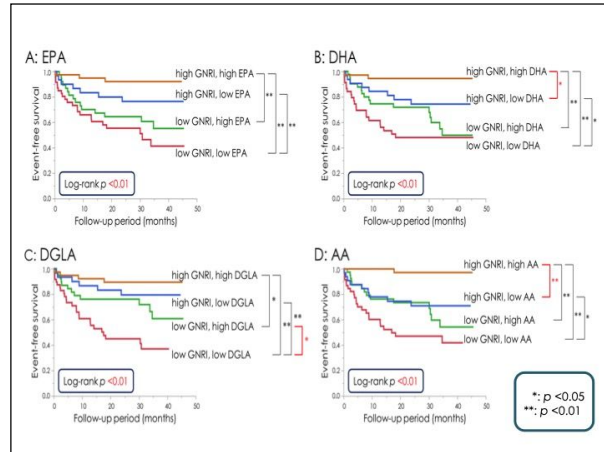 A: EPA
Event-free survival
1.0
0.8
0.6
0.4
0.2
0.0
0
10
20
30
40
50
Follow-up period (months)
high GNRI, high EPA
high GNRI, low EPA
low GNRI, high EPA
low GNRI, low EPA
**
**
**
Log-rank p <0.01
B: DHA
Event-free survival
1.0
0.8
0.6
0.4
0.2
0.0
0
10
20
30
40
50
Follow-up period (months)
high GNRI, high DHA
high GNRI, low DHA
low GNRI, high DHA
low GNRI, low DHA
*
**
**
**
*
Log-rank p <0.01
C: DGLA
Event-free survival
1.0
0.8
0.6
0.4
0.2
0.0
0
10
20
30
40
50
Follow-up period (months)
high GNRI, high DGLA
high GNRI, low DGLA
low GNRI, high DGLA
low GNRI, low DGLA
*
**
**
*
Log-rank p <0.01
D: AA
Event-free survival
1.0
0.8
0.6
0.4
0.2
0.0
0
10
20
30
40
50
Follow-up period (months)
high GNRI, high AA
high GNRI, low AA
low GNRI, high AA
low GNRI, low AA
**
**
**
**
*
Log-rank p <0.01
*: p <0.05
**: p <0.01